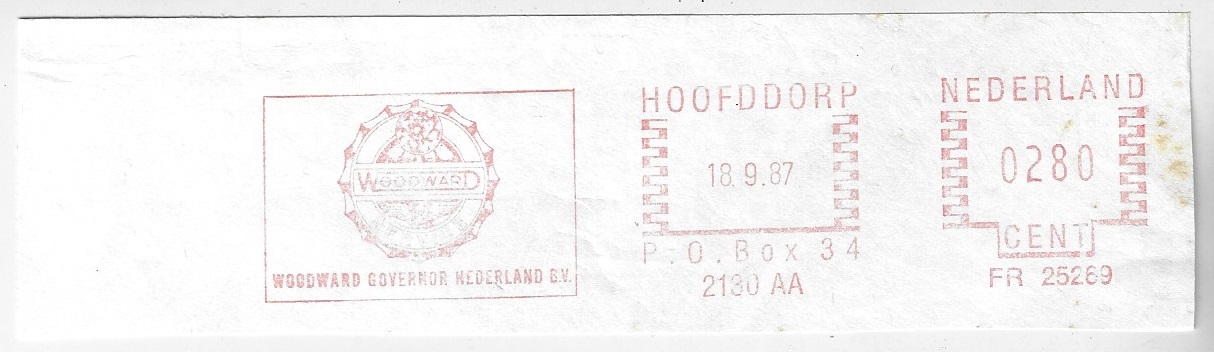 WOODWARD
WOODWARD GOVERNOR NEDERLAND B.V.
HOOFDDORP
18.9.87
P.O. Box 34
2130 AA
NEDERLAND
0280
CENT
FR 25269